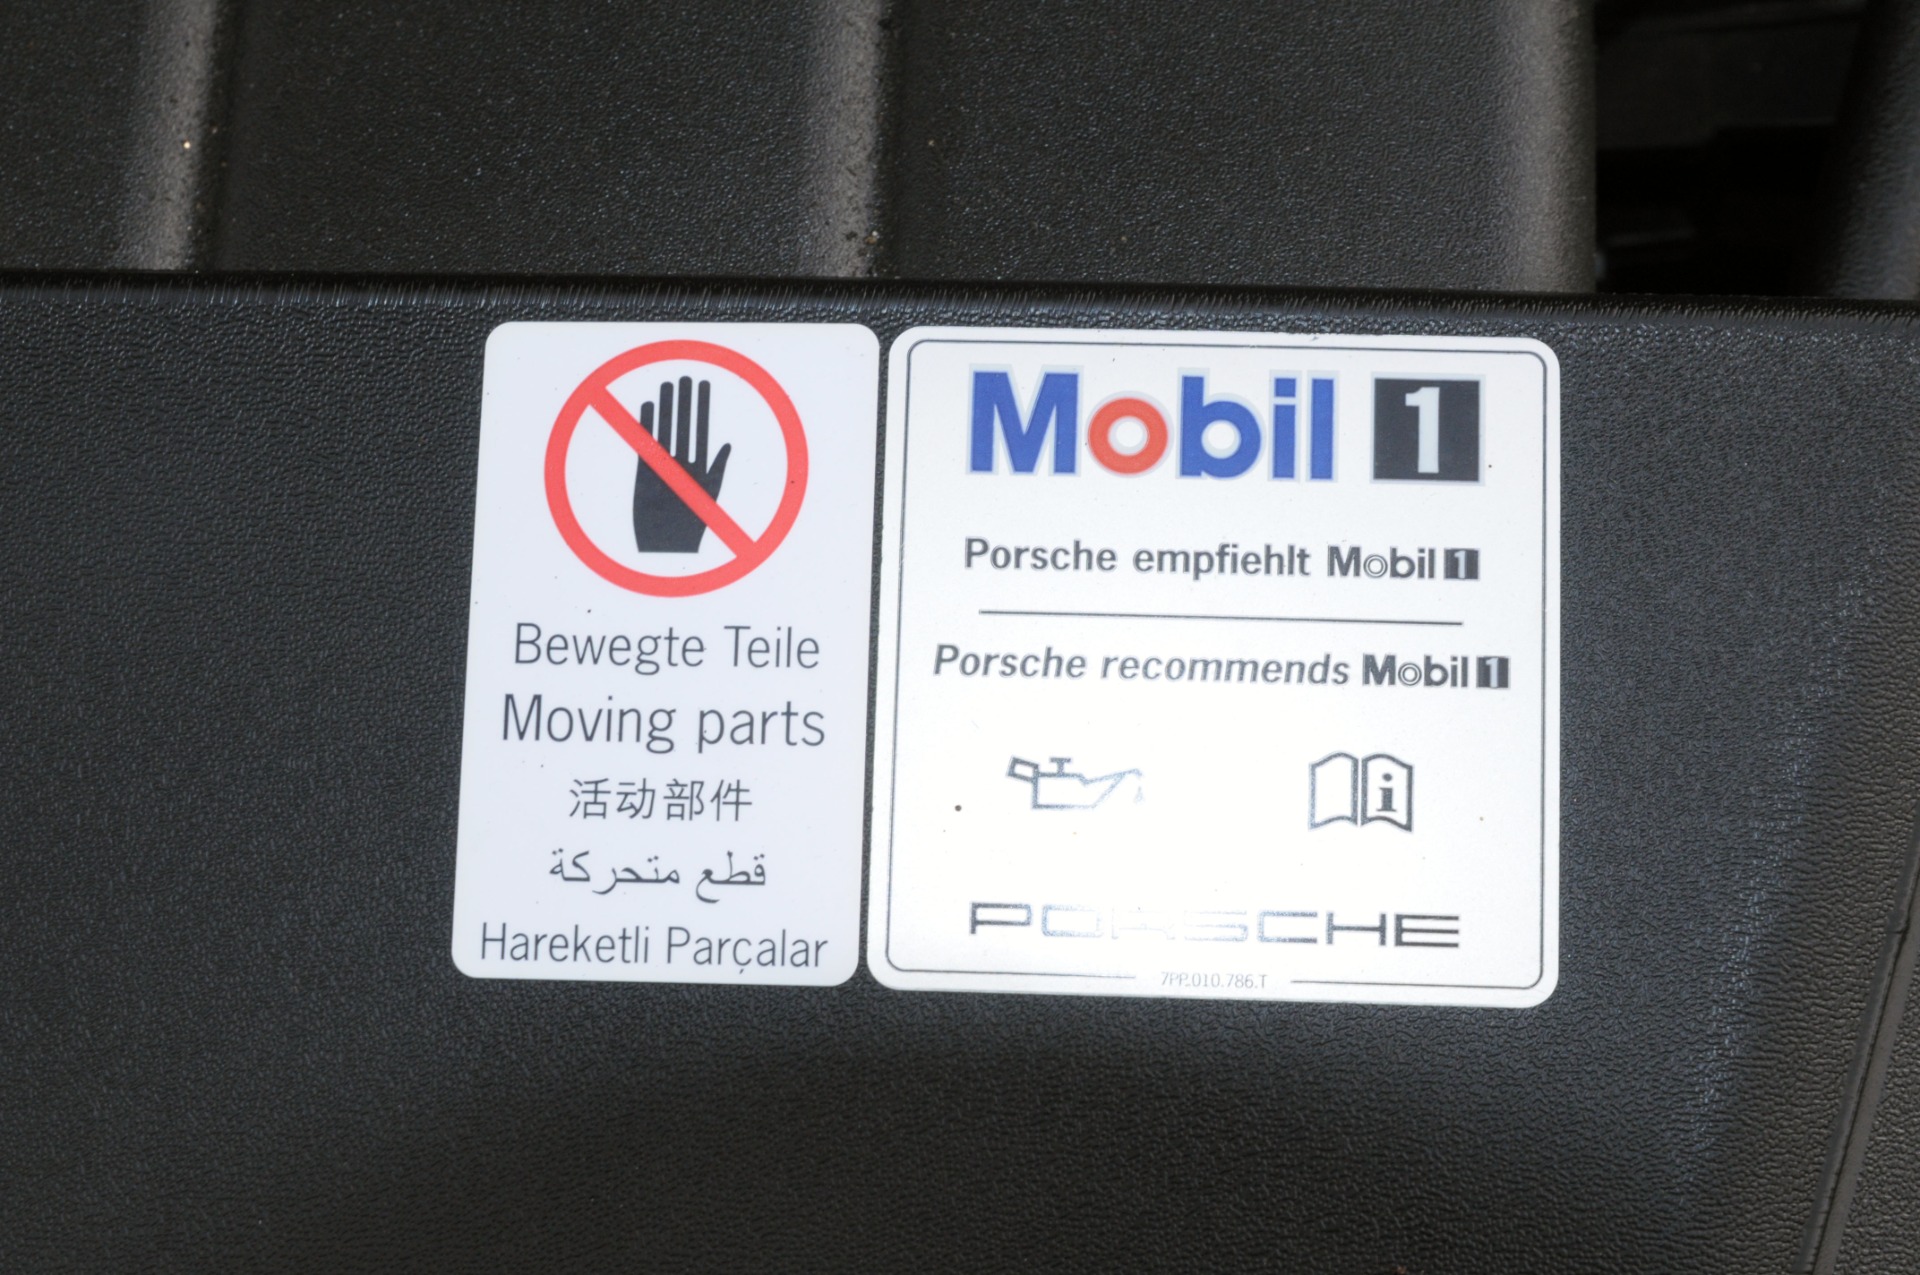 Bewegte Teile
Moving parts
活动部件
قطع متحركة
Hareketli Parçalar
Mobil 1
Porsche empfiehlt Mobil 1
Porsche recommends Mobil 1
i
PORSCHE
7PP.010.786.T